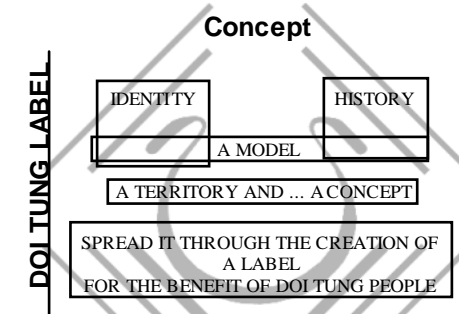 Concept
DOI TUNG LABEL
IDENTITY
HISTORY
A MODEL
A TERRITORY AND ... A CONCEPT
SPREAD IT THROUGH THE CREATION OF
A LABEL
FOR THE BENEFIT OF DOI TUNG PEOPLE